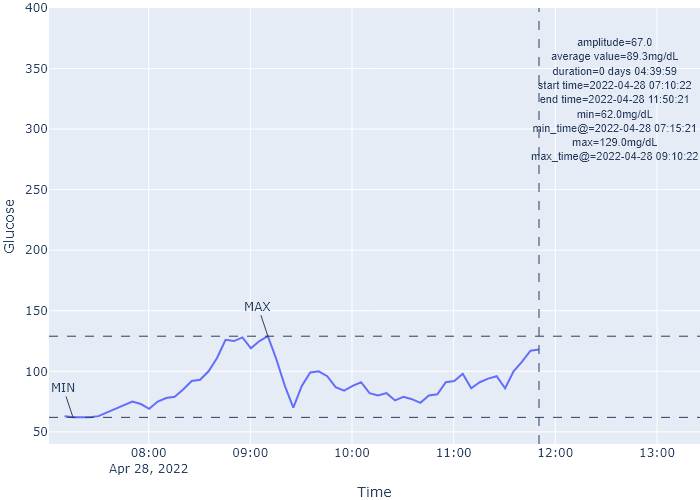 400
350
300
250
200
150
100
50
Glucose
amplitude=67.0
average value=89.3mg/dL
duration=0 days 04:39:59
start time=2022-04-28 07:10:22
end time=2022-04-28 11:50:21
min=62.0mg/dL
min_time@=2022-04-28 07:15:21
max=129.0mg/dL
max_time@=2022-04-28 09:10:22
MAX
MIN
08:00 09:00 10:00 11:00 12:00 13:00
Apr 28, 2022
Time